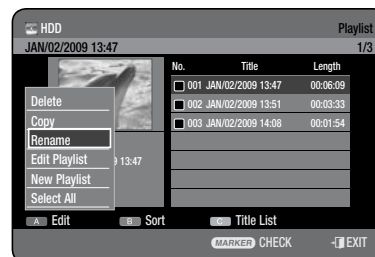 HDD Playlist
JAN/02/2009 13:47 1/3
No. Title Length
001 JAN/02/2009 13:47 00:06:09
002 JAN/02/2009 13:51 00:03:33
003 JAN/02/2009 14:08 00:01:54
Delete
Copy
Rename
Edit Playlist
New Playlist
Select All
9 13:47
A Edit B Sort C Title List
MARKER CHECK EXIT